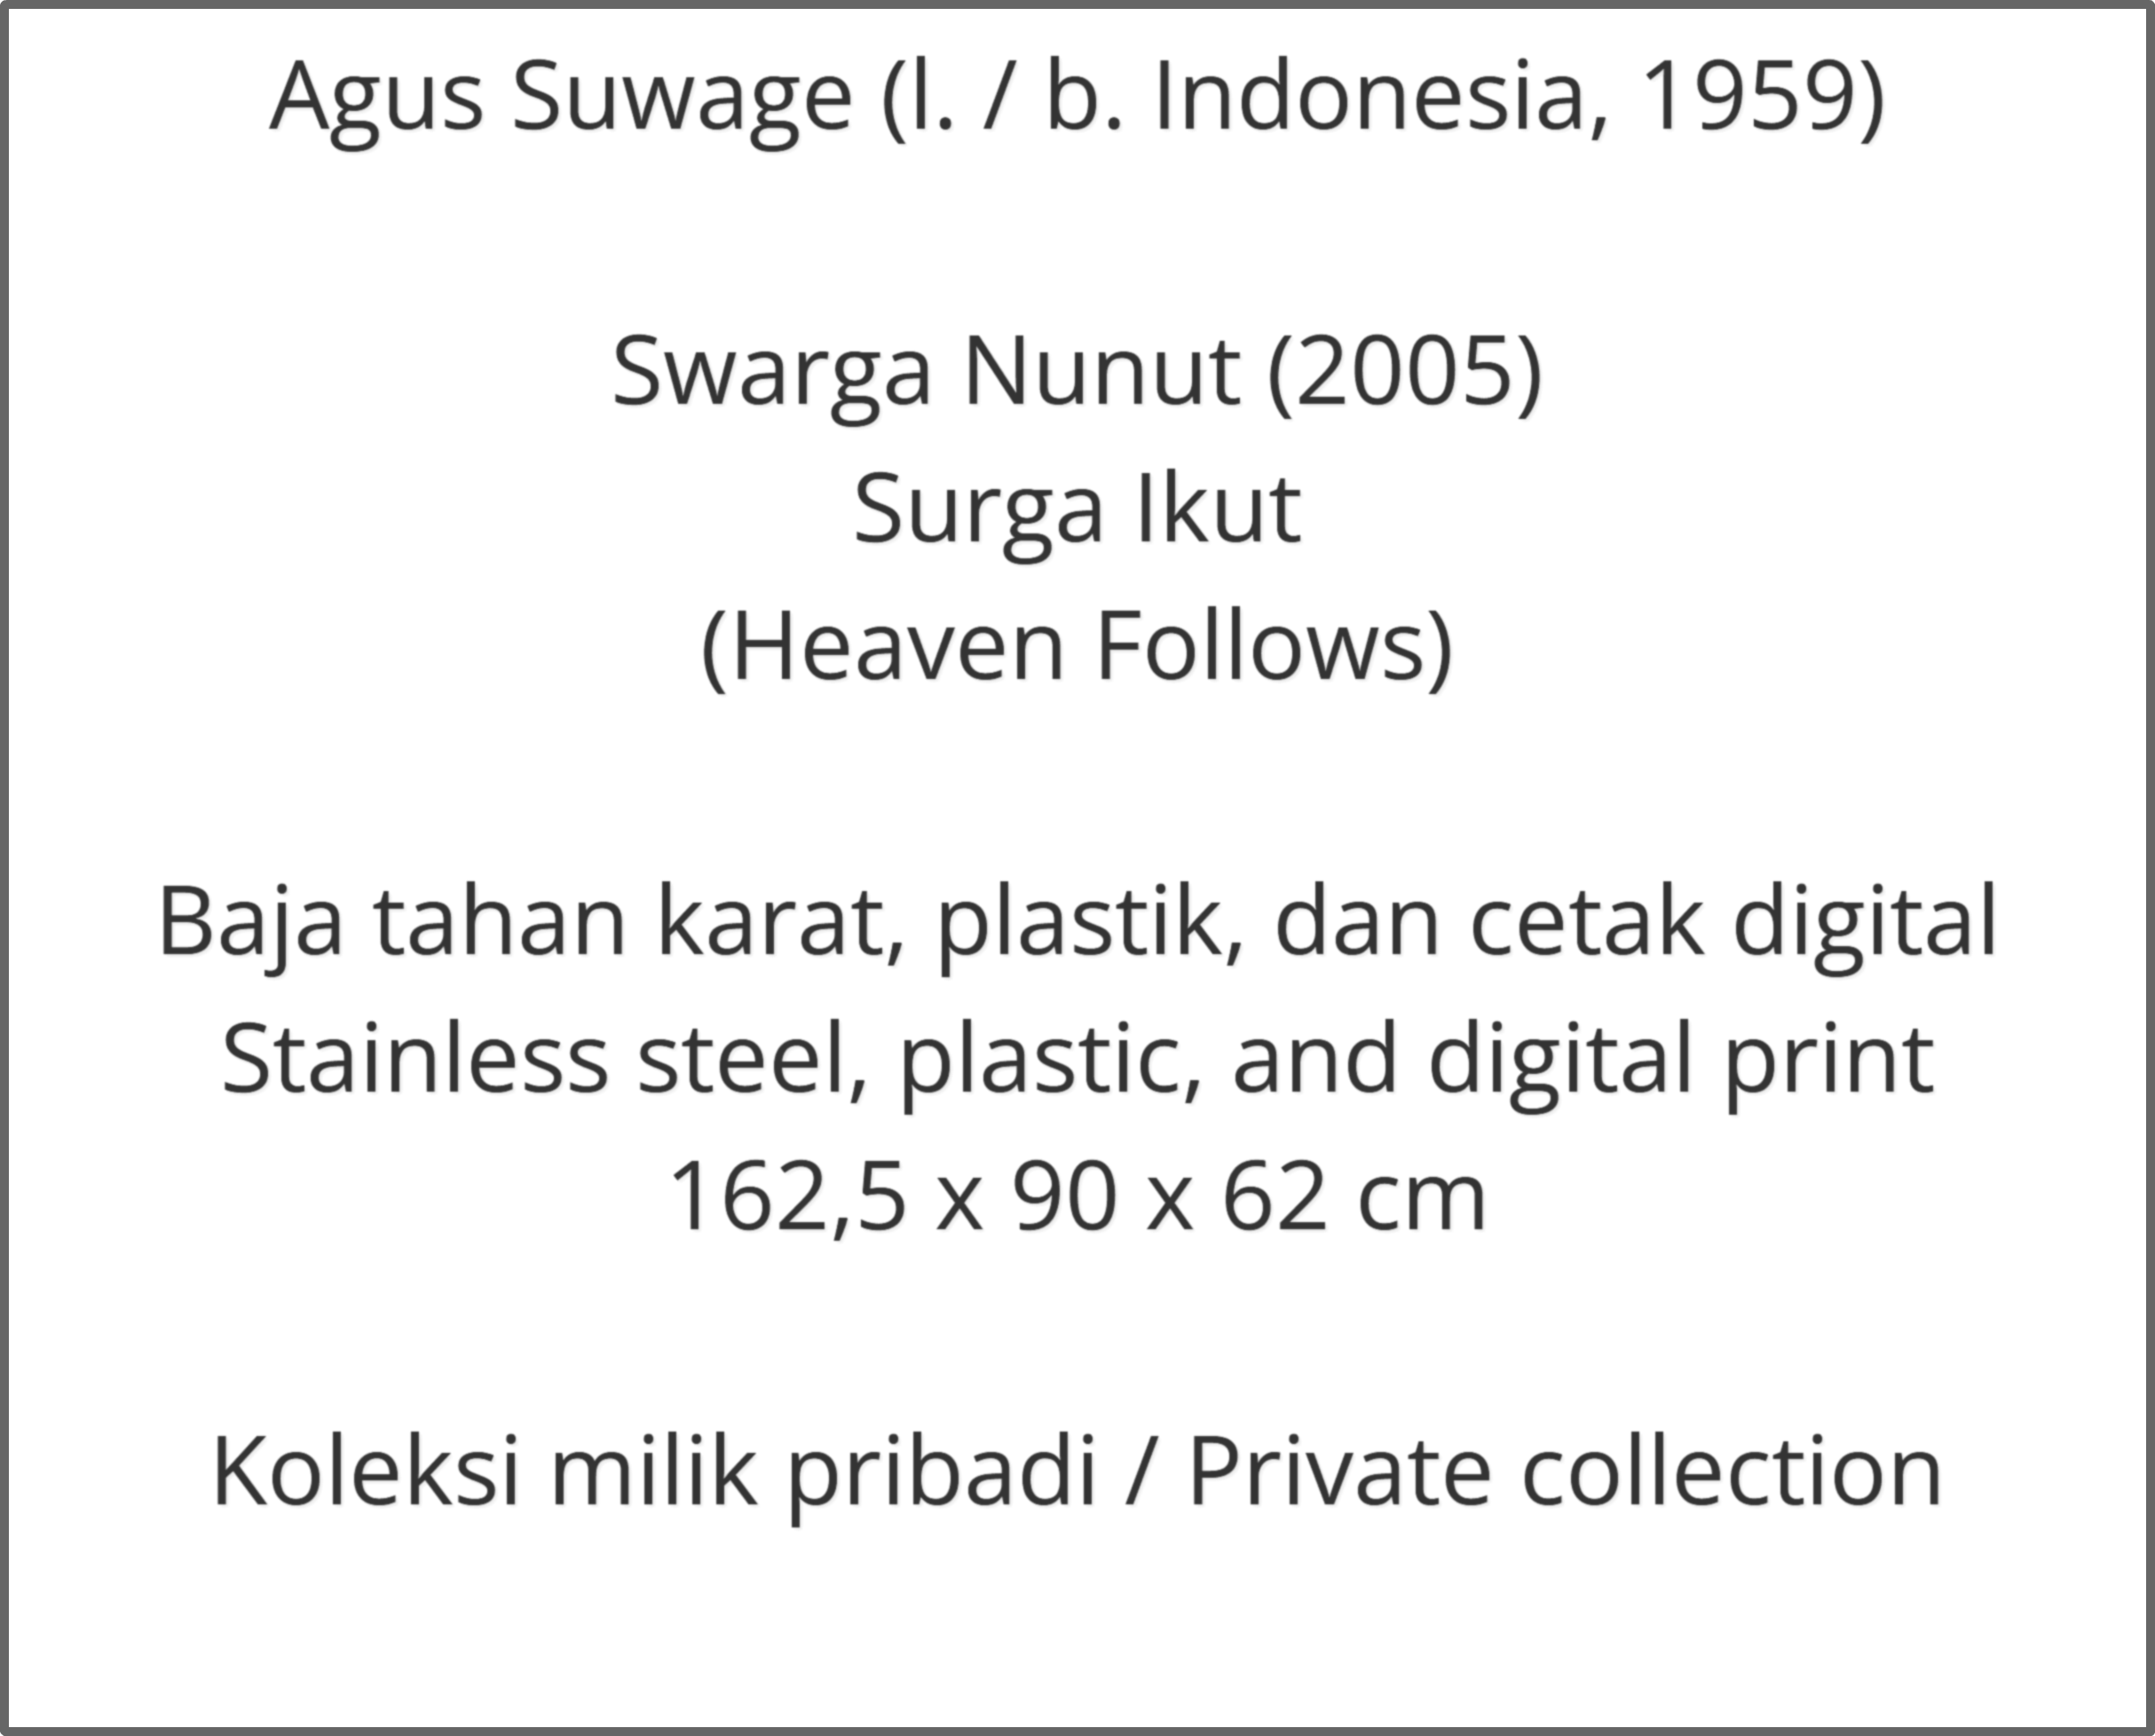 Agus Suwage (l. / b. Indonesia, 1959)
Swarga Nunut (2005)
Surga Ikut
(Heaven Follows)
Baja tahan karat, plastik, dan cetak digital
Stainless steel, plastic, and digital print
162,5 x 90 x 62 cm
Koleksi milik pribadi / Private collection